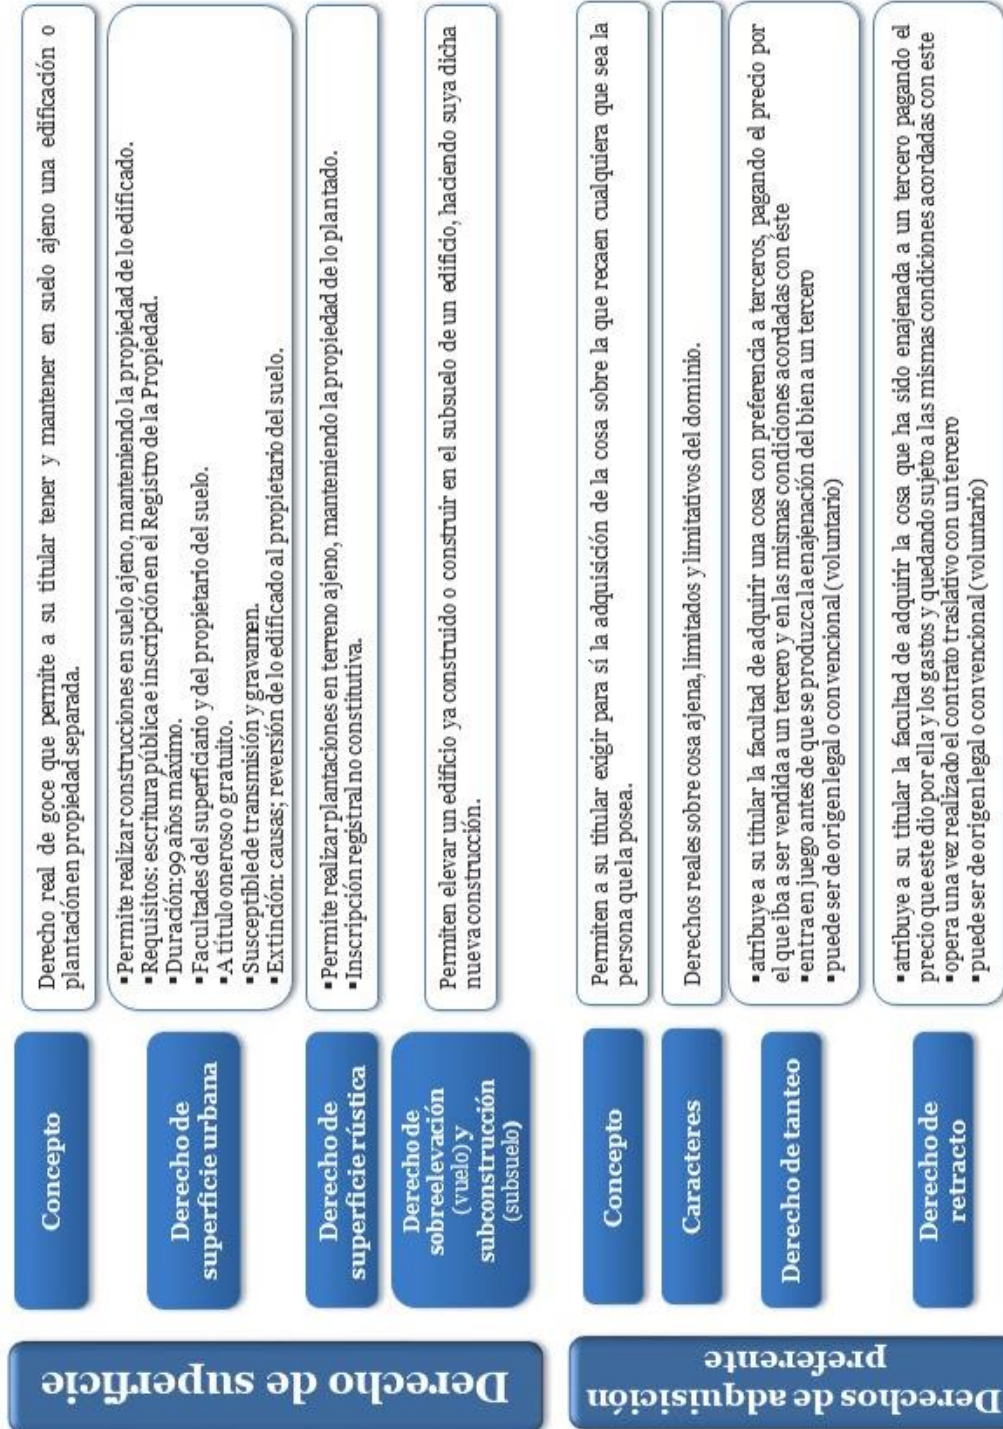 Derecho de superficie
Concepto
Derecho real de goce que permite a su titular tener y mantener en suelo ajeno una edificación o
plantación en propiedad separada.
Derecho de
superficie urbana
▪Permite realizar construcciones en suelo ajeno, manteniendo la propiedad de lo edificado.
▪Requisitos: escritura pública e inscripción en el Registro de la Propiedad.
▪Duración: 99 años máximo.
▪Facultades del superficiario y del propietario del suelo.
▪A título oneroso o gratuito.
▪Susceptible de transmisión y gravamen.
▪Extinción: causas; reversión de lo edificado al propietario del suelo.
Derecho de
superficie rústica
▪Permite realizar plantaciones en terreno ajeno, manteniendo la propiedad de lo plantado.
▪Inscripción registral no constitutiva.
Derecho de
sobreelevación
(vuelo) y
subconstrucción
(subsuelo)
Permiten elevar un edificio ya construido o construir en el subsuelo de un edificio, haciendo suya dicha
nueva construcción.
Derechos de adquisición
preferente
Concepto
Permiten a su titular exigir para sí la adquisición de la cosa sobre la que recaen cualquiera que sea la
persona que la posea.
Caracteres
Derechos reales sobre cosa ajena, limitados y limitativos del dominio.
Derecho de tanteo
▪atribuye a su titular la facultad de adquirir una cosa con preferencia a terceros, pagando el precio por
el que iba a ser vendida a un tercero y en las mismas condiciones acordadas con éste
▪entra en juego antes de que se produzca la enajenación del bien a un tercero
▪puede ser de origen legal o convencional (voluntario)
Derecho de
retracto
▪atribuye a su titular la facultad de adquirir la cosa que ha sido enajenada a un tercero pagando el
precio que este dio por ella y los gastos y quedando sujeto a las mismas condiciones acordadas con este
▪opera una vez realizado el contrato traslativo con un tercero
▪puede ser de origen legal o convencional (voluntario)